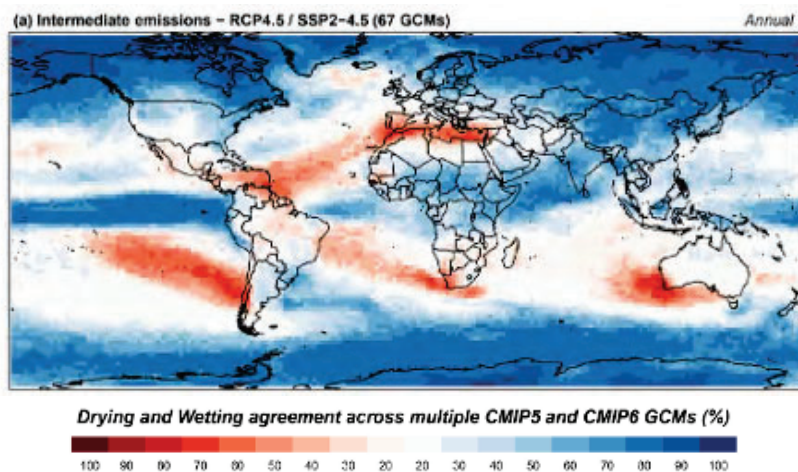 (a) Intermediate emissions - RCP4.5 / SSP2-4.5 (67 GCMs) Annual
Drying and Wetting agreement across multiple CMIP5 and CMIP6 GCMs (%)
100 90 80 70 60 50 40 30 20 20 30 40 50 60 70 80 90 100